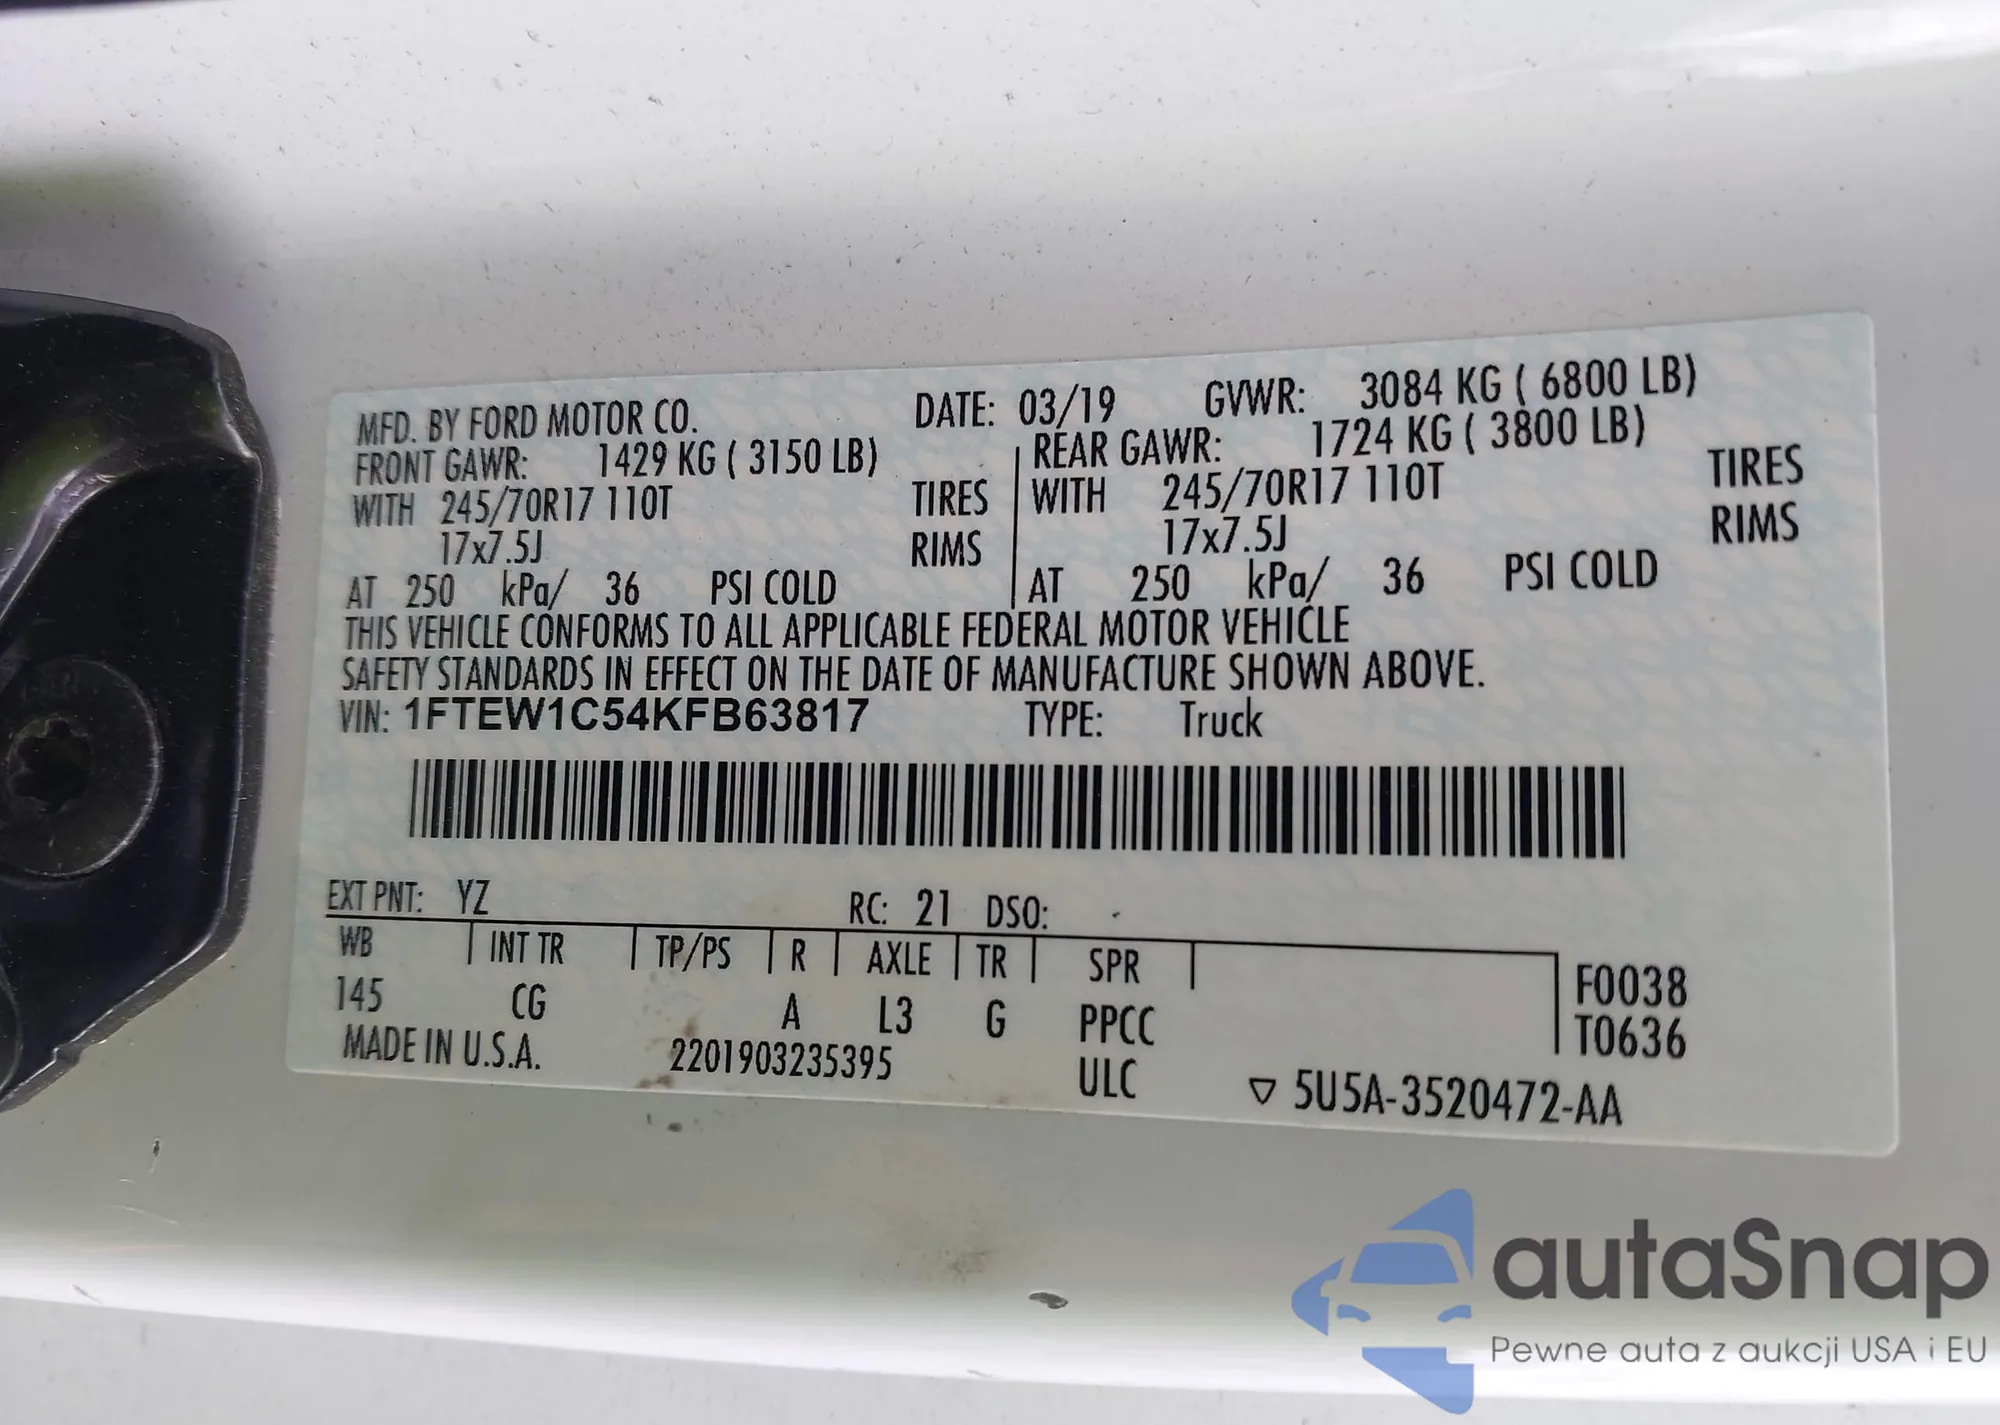 MFD. BY FORD MOTOR CO. DATE: 03/19 GVWR: 3084 KG ( 6800 LB)
FRONT GAWR: 1429 KG ( 3150 LB) REAR GAWR: 1724 KG ( 3800 LB)
WITH 245/70R17 110T TIRES WITH 245/70R17 110T TIRES
17x7.5J RIMS 17x7.5J RIMS
AT 250 kPa/ 36 PSI COLD AT 250 kPa/ 36 PSI COLD
THIS VEHICLE CONFORMS TO ALL APPLICABLE FEDERAL MOTOR VEHICLE
SAFETY STANDARDS IN EFFECT ON THE DATE OF MANUFACTURE SHOWN ABOVE.
VIN: 1FTEW1C54KFB63817 TYPE: Truck
EXT PNT: YZ RC: 21 DSO:
WB INT TR TP/PS R AXLE TR SPR F0038
145 CG A L3 G PPCC T0636
MADE IN U.S.A. 2201903235395 ULC ▽ 5U5A-3520472-AA
autaSnap
Pewne auta z aukcji USA i EU